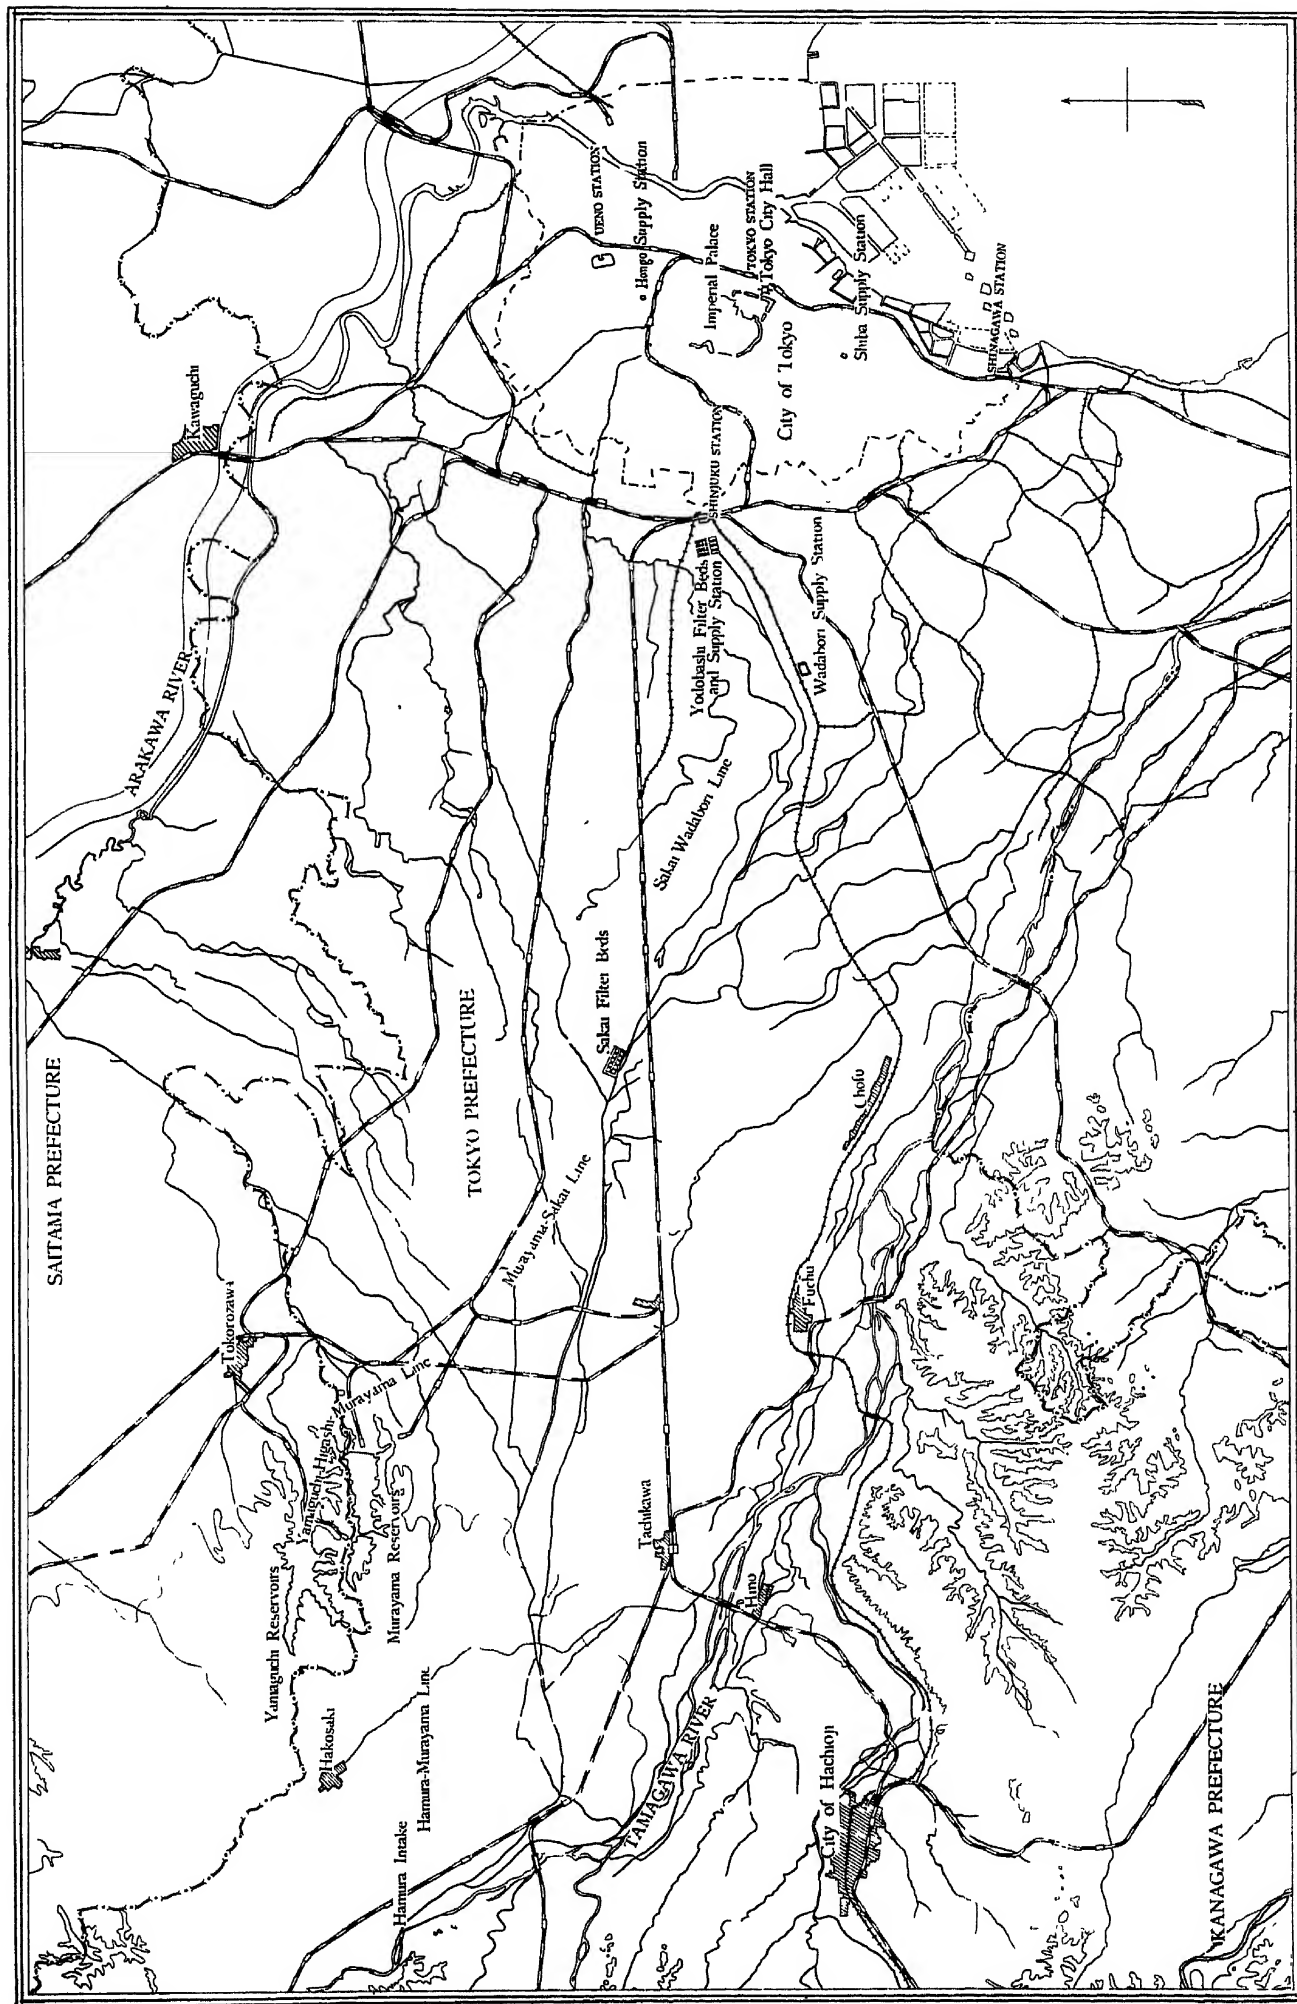 SAITAMA PREFECTURE
Hakosaki
Yamaguchi Reservoirs
Tokorozawa
ARAKAWA RIVER
Kawaguchi
Hamura Intake
Hamura-Murayama Line
Murayama Reservoirs
Yamaguchi-Higashi-Murayama Line
TOKYO PREFECTURE
Murayama-Sakai Line
Sakai Filter Beds
Sakai Wadabori Line
Yodobashi Filter Beds
and Supply Station
SHINJUKU STATION
UENO STATION
Hongo Supply Station
Imperial Palace
TOKYO STATION
Tokyo City Hall
City of Tokyo
Shiba Supply Station
SHINAGAWA STATION
Wadabori Supply Station
Tachikawa
Hino
TAMAGAWA RIVER
City of Hachioji
Fuchu
Chofu
KANAGAWA PREFECTURE